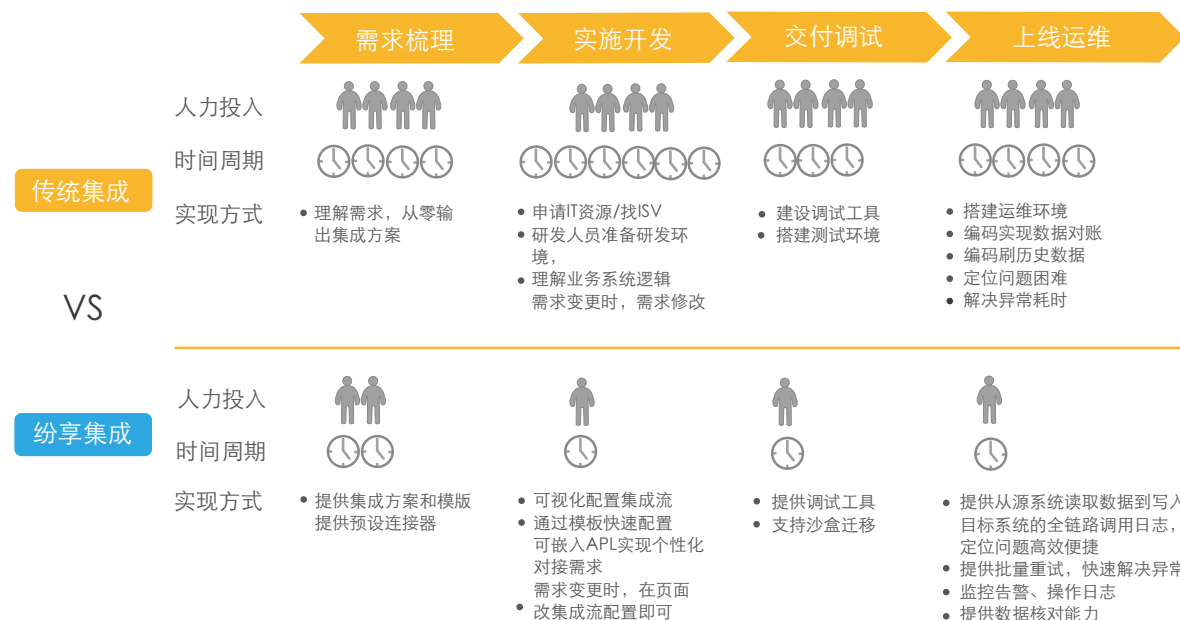 需求梳理
实施开发
交付调试
上线运维
传统集成
人力投入
时间周期
实现方式
• 理解需求，从零输
出集成方案
• 申请IT资源/找ISV
• 研发人员准备研发环
境，
• 理解业务系统逻辑
需求变更时，需求修改
• 建设调试工具
• 搭建测试环境
• 搭建运维环境
• 编码实现数据对账
• 编码刷历史数据
• 定位问题困难
• 解决异常耗时
VS
纷享集成
人力投入
时间周期
实现方式
• 提供集成方案和模版
提供预设连接器
• 可视化配置集成流
• 通过模板快速配置
可嵌入APL实现个性化
对接需求
需求变更时，在页面
• 改集成流配置即可
• 提供调试工具
• 支持沙盒迁移
• 提供从源系统读取数据到写入
目标系统的全链路调用日志，
定位问题高效便捷
• 提供批量重试，快速解决异常
• 监控告警、操作日志
• 提供数据核对能力